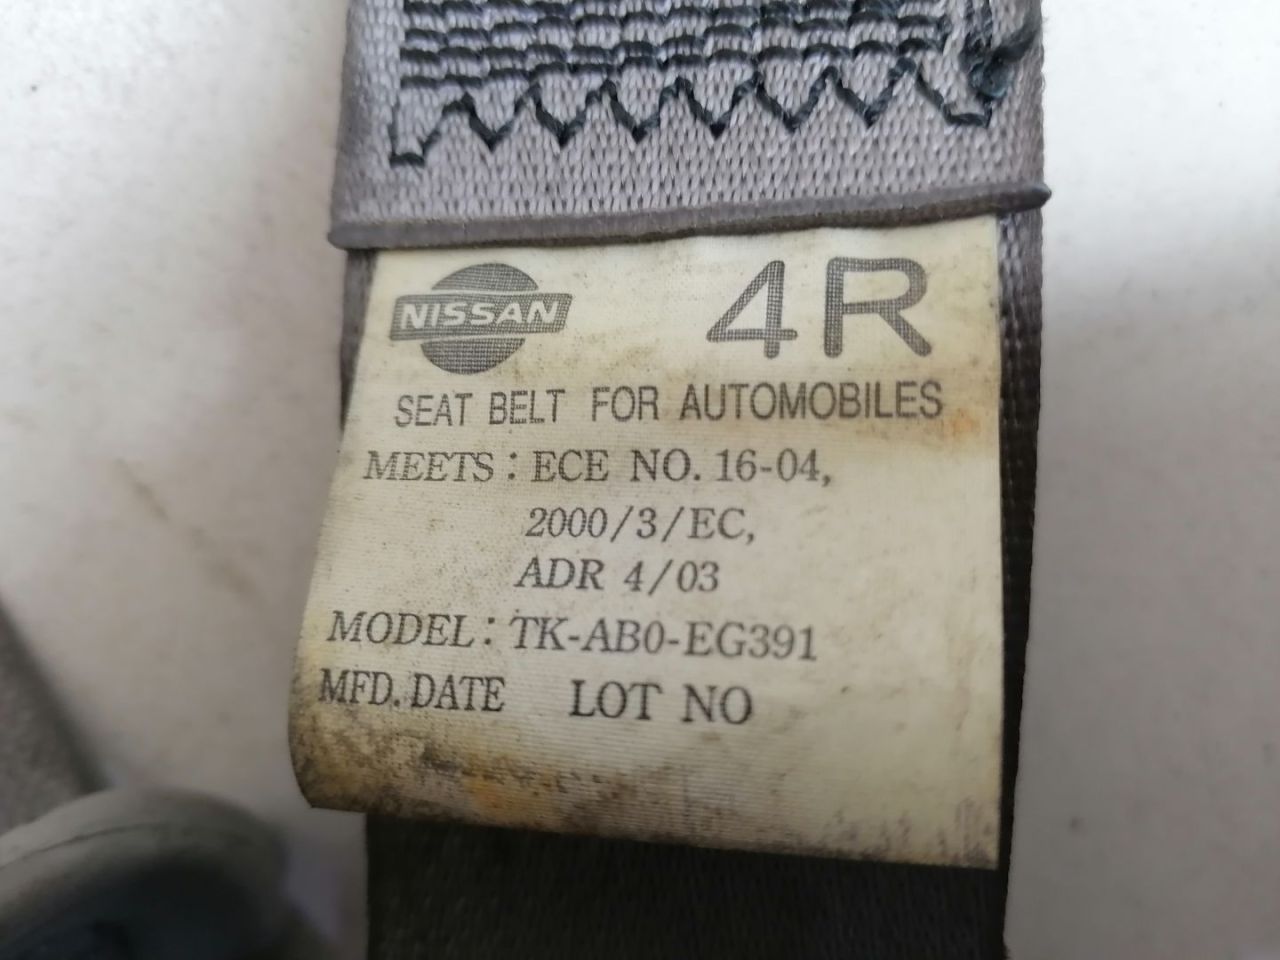 NISSAN 4R
SEAT BELT FOR AUTOMOBILES
MEETS : ECE NO. 16-04,
2000/3/EC,
ADR 4/03
MODEL : TK-AB0-EG391
MFD. DATE LOT NO